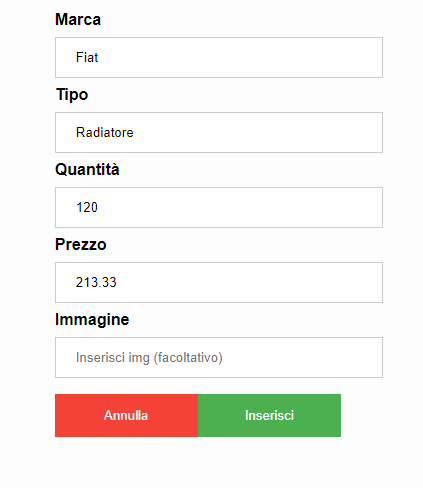 Marca
Fiat
Tipo
Radiatore
Quantità
120
Prezzo
213.33
Immagine
Inserisci img (facoltativo)
Annulla Inserisci